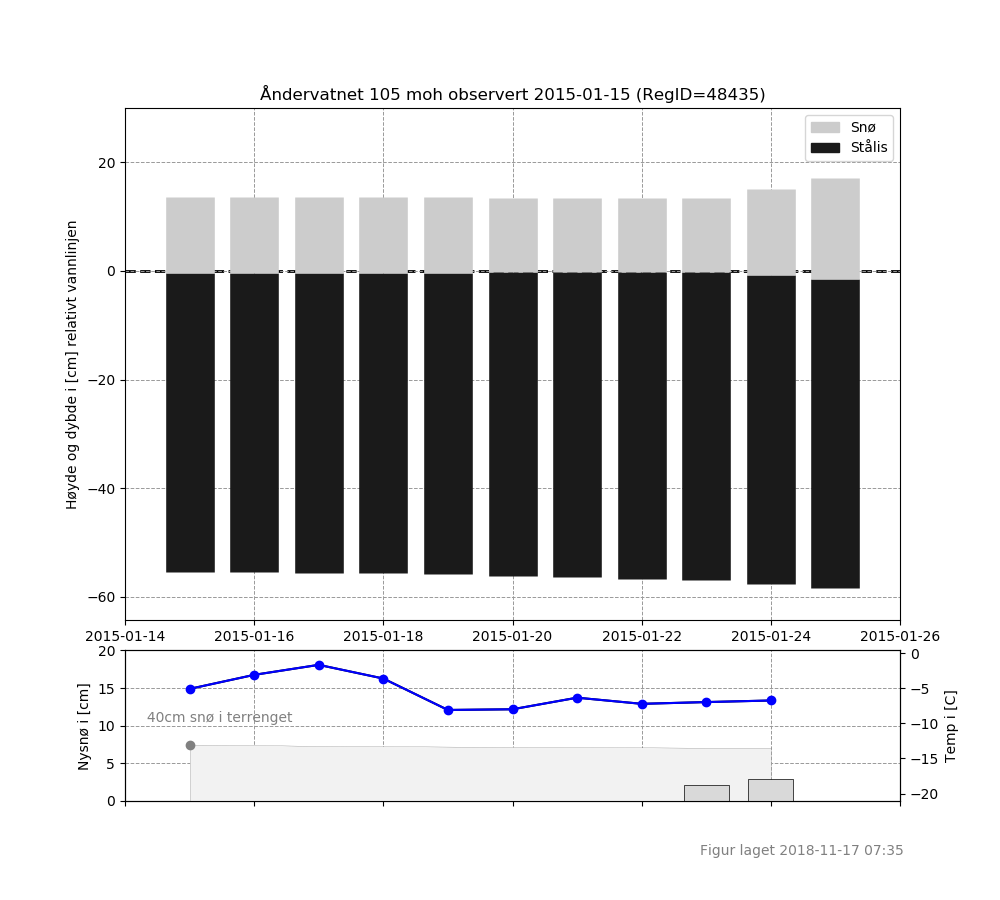 Åndervatnet 105 moh observert 2015-01-15 (RegID=48435)
Snø
Stålis
Høyde og dybde i [cm] relativt vannlinjen
20
0
−20
−40
−60
2015-01-14 2015-01-16 2015-01-18 2015-01-20 2015-01-22 2015-01-24 2015-01-26
Nysnø i [cm]
20
15
10
5
0
40cm snø i terrenget
0
−5
−10
−15
−20
Temp i [C]
Figur laget 2018-11-17 07:35